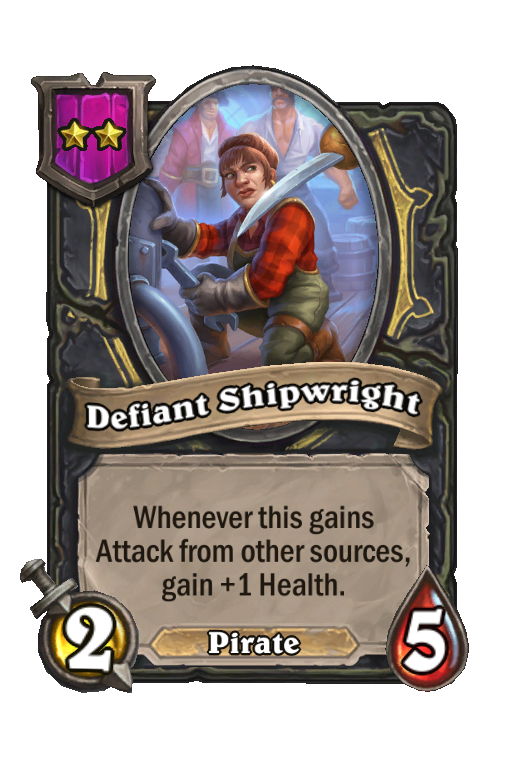 Defiant Shipwright
Whenever this gains
Attack from other sources,
gain +1 Health.
2
Pirate
5